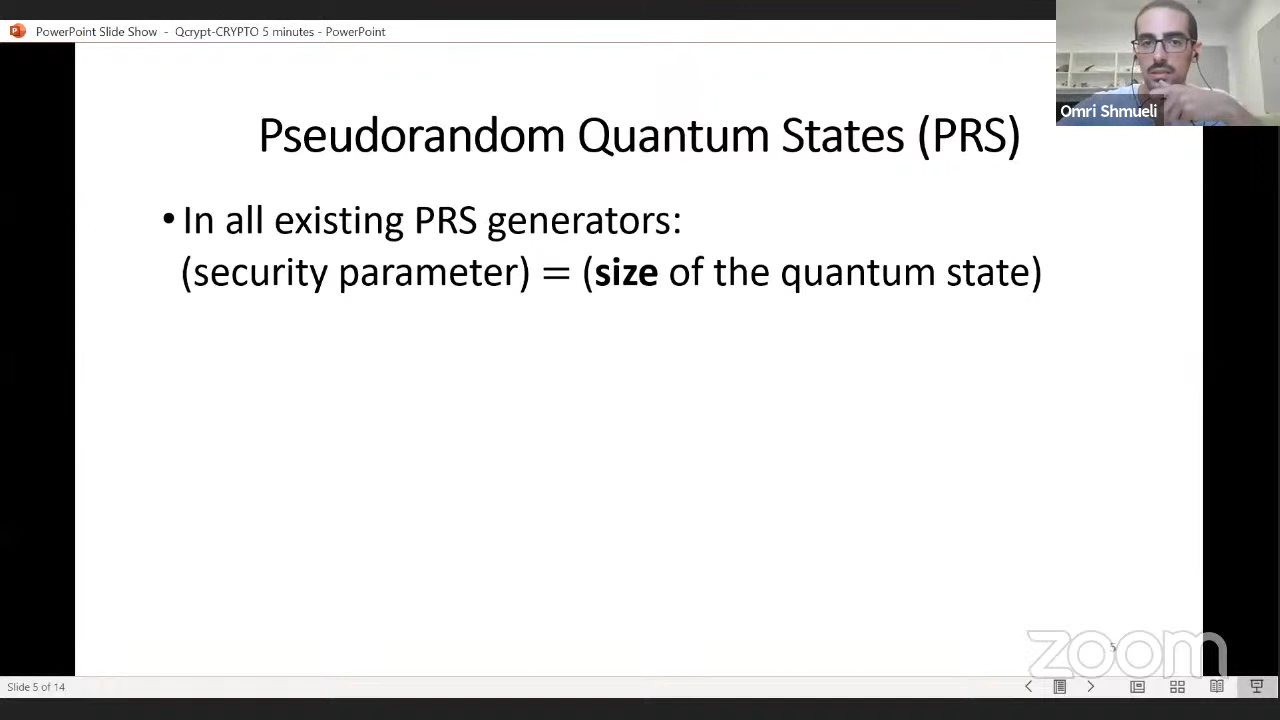 PowerPoint Slide Show - Qcrypt-CRYPTO 5 minutes - PowerPoint
Omri Shmueli
Pseudorandom Quantum States (PRS)
• In all existing PRS generators:
(security parameter) = (size of the quantum state)
5
zoom
Slide 5 of 14